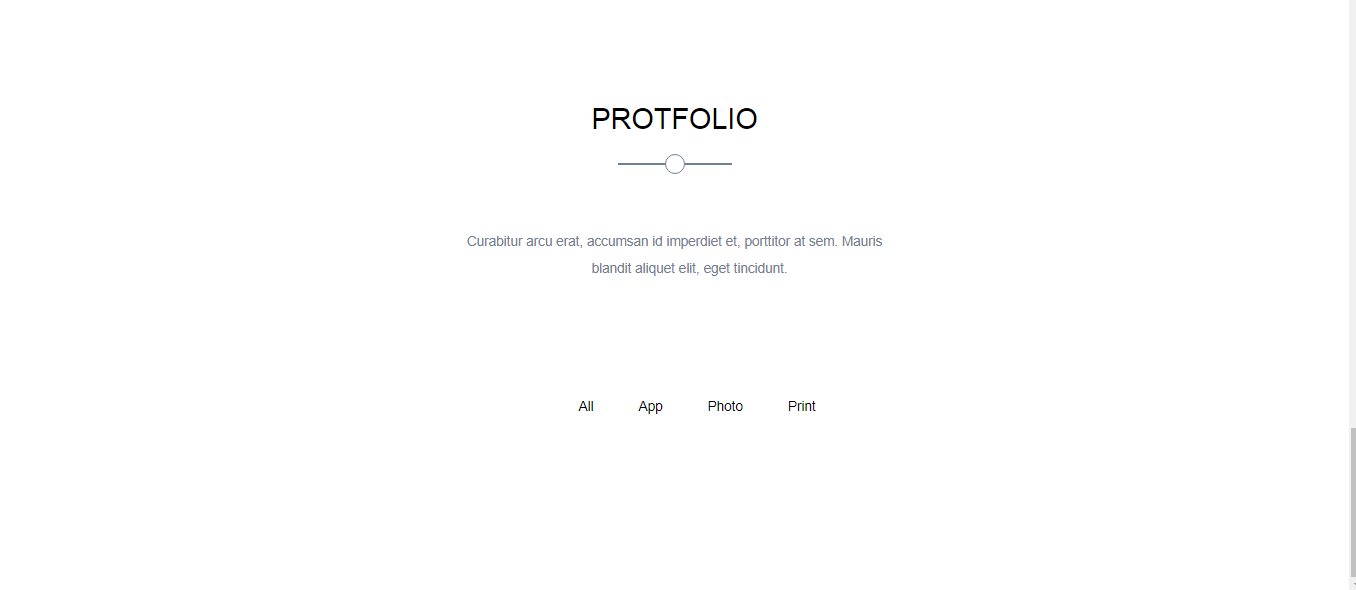 PROTFOLIO
Curabitur arcu erat, accumsan id imperdiet et, porttitor at sem. Mauris
blandit aliquet elit, eget tincidunt.
All App Photo Print